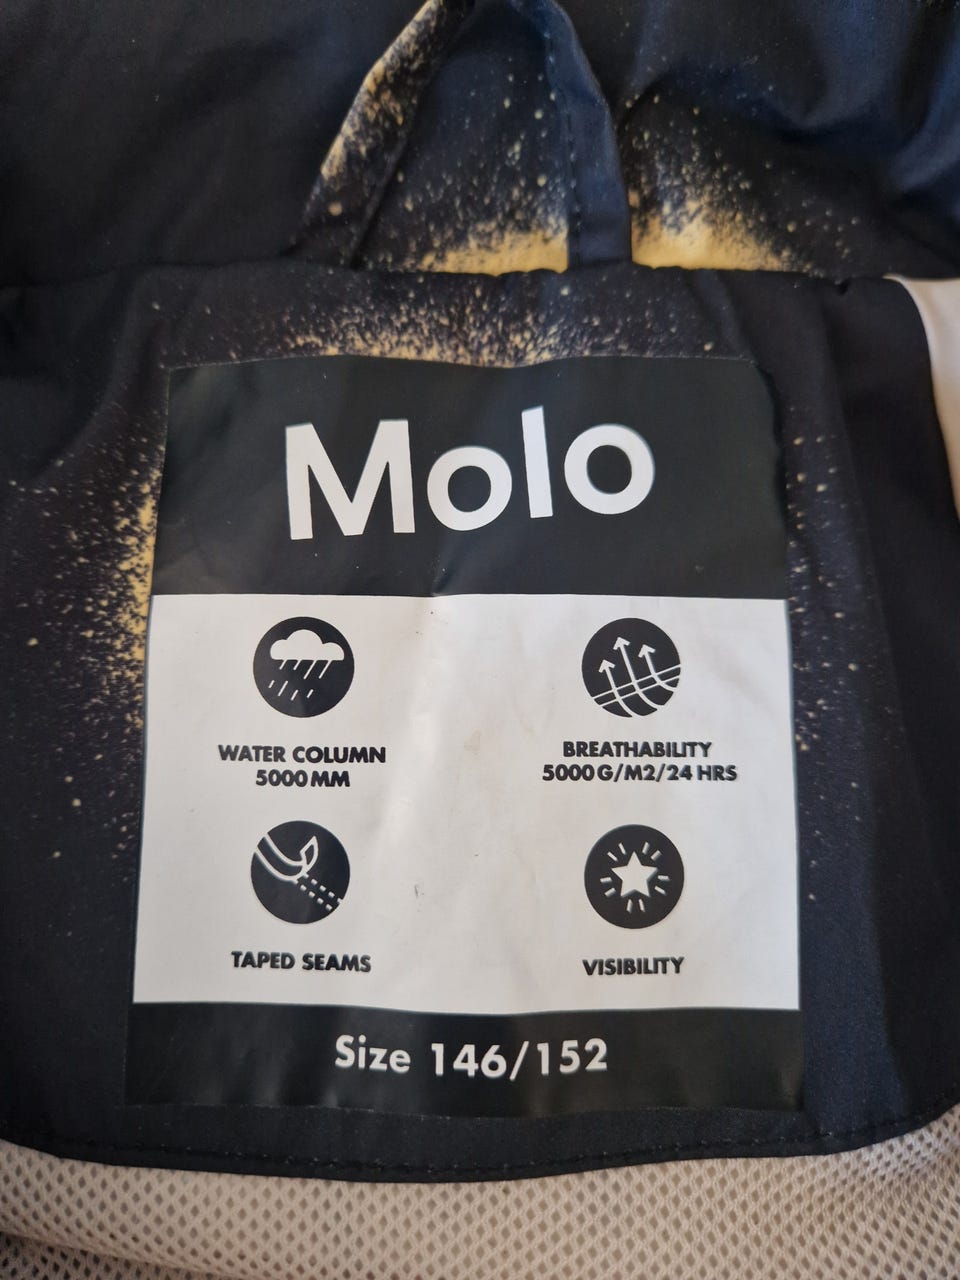 Molo
WATER COLUMN
5000 MM
BREATHABILITY
5000 G/M2/24 HRS
TAPED SEAMS
VISIBILITY
Size 146/152